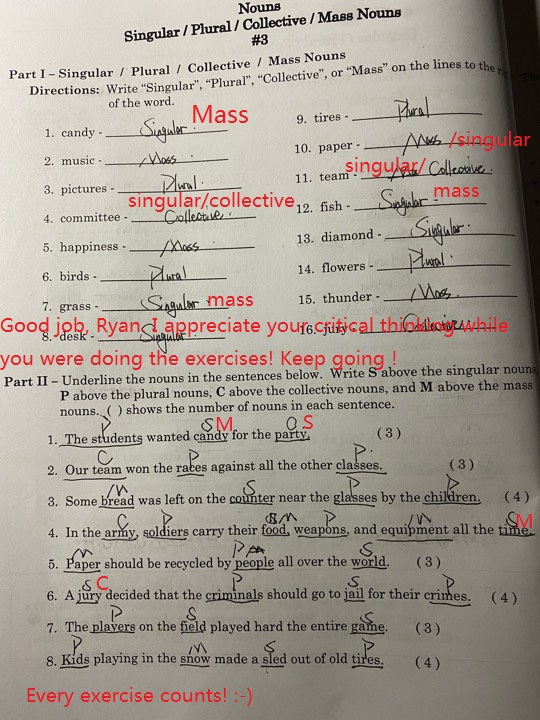 Nouns
Singular / Plural / Collective / Mass Nouns
#3
Part I – Singular / Plural / Collective / Mass Nouns
Directions: Write "Singular", "Plural", "Collective", or "Mass" on the lines to the
of the word.
1. candy - Singular. Mass
2. music - Mass.
3. pictures - Plural.
singular/collective
4. committee - Collective.
5. happiness - Mass
6. birds - Plural
7. grass - Singular mass
8. desk - Singular.
9. tires - Plural
10. paper - Mass /singular
singular/
11. team - Collective.
12. fish - Singular. mass
13. diamond - Singular.
14. flowers - Plural.
15. thunder - Mass.
16. jury - Collective
Good job, Ryan. I appreciate your critical thinking while
you were doing the exercises! Keep going !
Part II – Underline the nouns in the sentences below. Write S above the singular nouns
P above the plural nouns, C above the collective nouns, and M above the mass
nouns. ( ) shows the number of nouns in each sentence.
P S M C S
1. The students wanted candy for the party. (3)
C P P
2. Our team won the races against all the other classes. (3)
M S P P
3. Some bread was left on the counter near the glasses by the children. (4)
C P M P M S M
4. In the army, soldiers carry their food, weapons, and equipment all the time.
M P S
5. Paper should be recycled by people all over the world. (3)
S C P S P
6. A jury decided that the criminals should go to jail for their crimes. (4)
P S S
7. The players on the field played hard the entire game. (3)
P M S P
8. Kids playing in the snow made a sled out of old tires. (4)
Every exercise counts! :-)